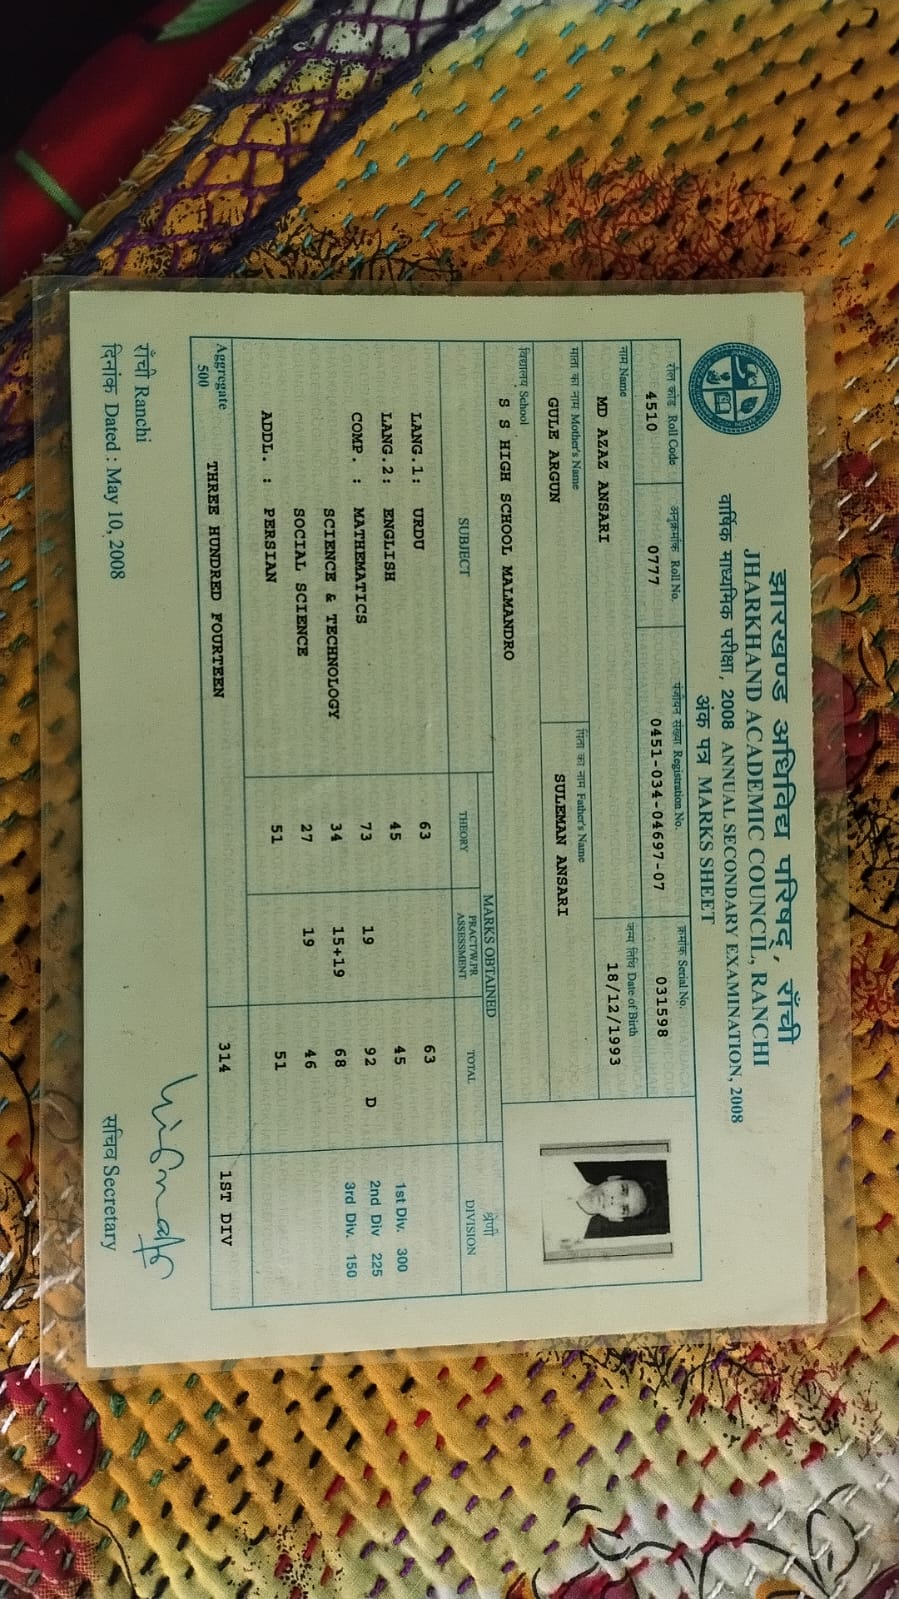 झारखण्ड अधिविद्य परिषद्, राँची
JHARKHAND ACADEMIC COUNCIL, RANCHI
वार्षिक माध्यमिक परीक्षा, 2008 ANNUAL SECONDARY EXAMINATION, 2008
अंक पत्र MARKS SHEET
रोल कोड Roll Code अनुक्रमांक Roll No. पंजीयन संख्या Registration No. क्रमांक Serial No.
4510 0777 0451-034-04697-07 031598
नाम Name जन्म तिथि Date of Birth
MD AZAZ ANSARI 18/12/1993
माता का नाम Mother's Name पिता का नाम Father's Name
GULE ARGUN SULEMAN ANSARI
विद्यालय School
S S HIGH SCHOOL MALMANDRO
MARKS OBTAINED श्रेणी
SUBJECT THEORY PRACT/W.PR ASSESSMENT TOTAL DIVISION
LANG.1: URDU 63 63
LANG.2: ENGLISH 45 45 1st Div. 300
COMP. : MATHEMATICS 73 19 92 D 2nd Div 225
SCIENCE & TECHNOLOGY 34 15+19 68 3rd Div. 150
SOCIAL SCIENCE 27 19 46
ADDL. : PERSIAN 51 51
Aggregate
500 THREE HUNDRED FOURTEEN 314 1ST DIV
राँची Ranchi
दिनांक Dated : May 10, 2008 सचिव Secretary